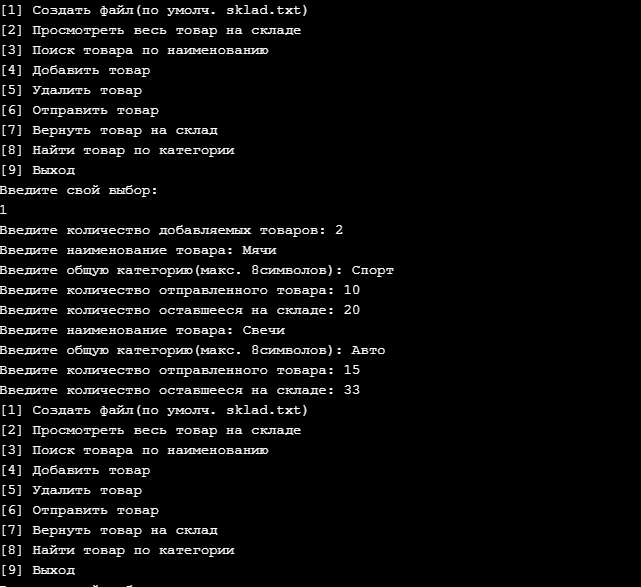 [1] Создать файл(по умолч. sklad.txt)
[2] Просмотреть весь товар на складе
[3] Поиск товара по наименованию
[4] Добавить товар
[5] Удалить товар
[6] Отправить товар
[7] Вернуть товар на склад
[8] Найти товар по категории
[9] Выход
Введите свой выбор:
1
Введите количество добавляемых товаров: 2
Введите наименование товара: Мячи
Введите общую категорию(макс. 8символов): Спорт
Введите количество отправленного товара: 10
Введите количество оставшееся на складе: 20
Введите наименование товара: Свечи
Введите общую категорию(макс. 8символов): Авто
Введите количество отправленного товара: 15
Введите количество оставшееся на складе: 33
[1] Создать файл(по умолч. sklad.txt)
[2] Просмотреть весь товар на складе
[3] Поиск товара по наименованию
[4] Добавить товар
[5] Удалить товар
[6] Отправить товар
[7] Вернуть товар на склад
[8] Найти товар по категории
[9] Выход